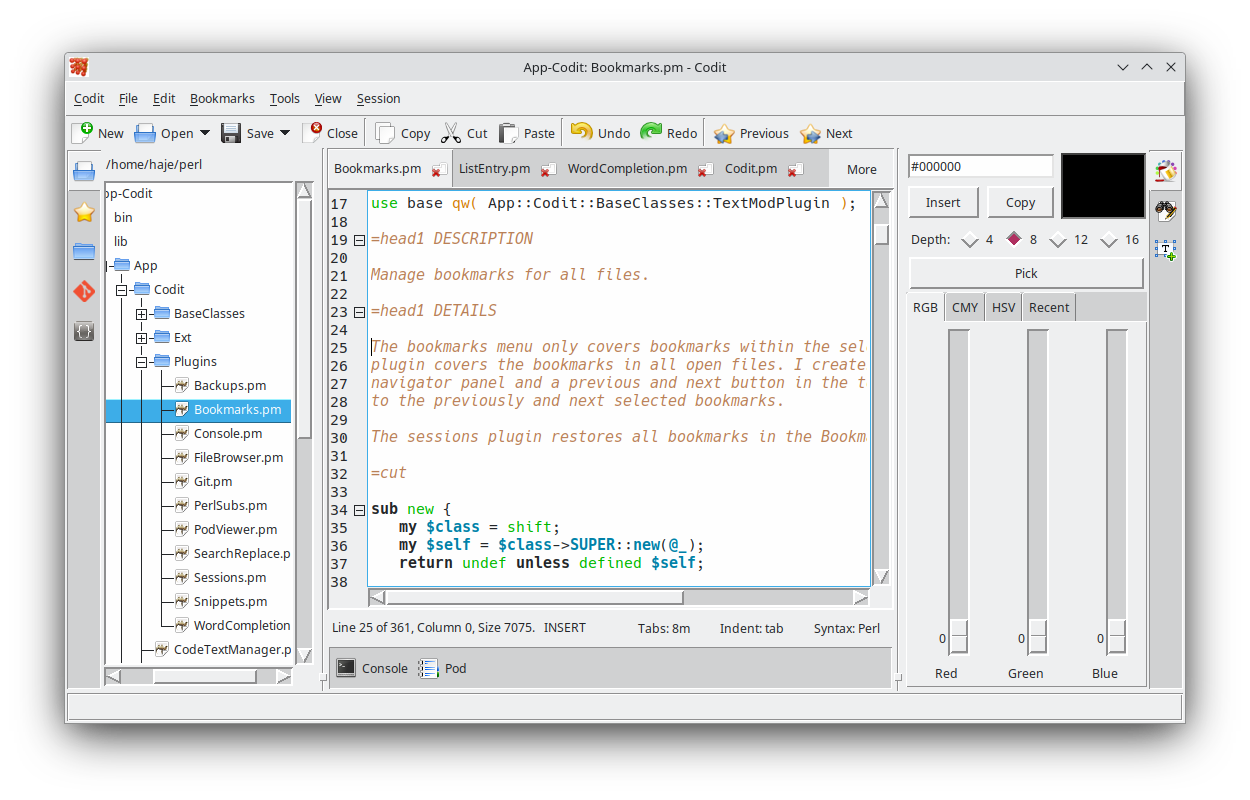 App-Codit: Bookmarks.pm - Codit
Codit File Edit Bookmarks Tools View Session
New Open Save Close Copy Cut Paste Undo Redo Previous Next
/home/haje/perl
pp-Codit
bin
lib
App
Codit
BaseClasses
Ext
Plugins
Backups.pm
Bookmarks.pm
Console.pm
FileBrowser.pm
Git.pm
PerlSubs.pm
PodViewer.pm
SearchReplace.p
Sessions.pm
Snippets.pm
WordCompletion
CodeTextManager.p
Bookmarks.pm ListEntry.pm WordCompletion.pm Codit.pm More
17 use base qw( App::Codit::BaseClasses::TextModPlugin );
18
19 =head1 DESCRIPTION
20
21 Manage bookmarks for all files.
22
23 =head1 DETAILS
24
25 The bookmarks menu only covers bookmarks within the sel
26 plugin covers the bookmarks in all open files. I create
27 navigator panel and a previous and next button in the t
28 to the previously and next selected bookmarks.
29
30 The sessions plugin restores all bookmarks in the Bookm
31
32 =cut
33
34 sub new {
35 my $class = shift;
36 my $self = $class->SUPER::new(@_);
37 return undef unless defined $self;
38
Line 25 of 361, Column 0, Size 7075. INSERT Tabs: 8m Indent: tab Syntax: Perl
Console Pod
#000000
Insert Copy
Depth: 4 8 12 16
Pick
RGB CMY HSV Recent
0 0 0
Red Green Blue
T